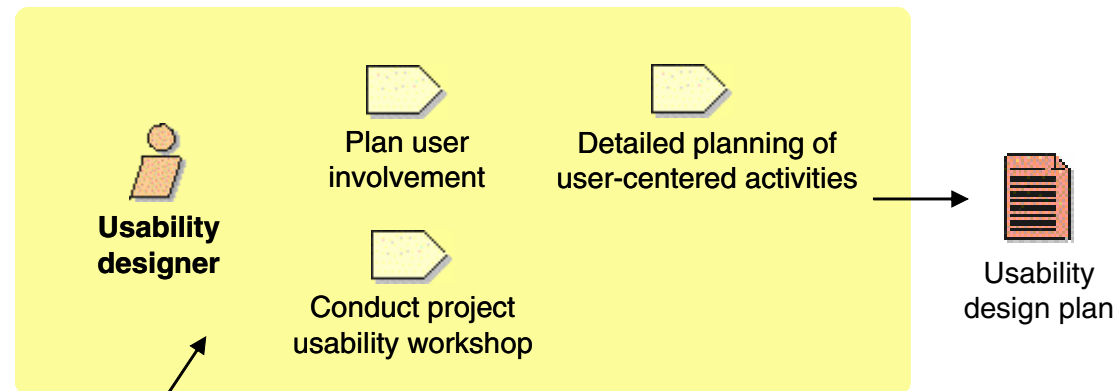 Plan user
involvement
Detailed planning of
user-centered activities
Usability
designer
Conduct project
usability workshop
Usability
design plan